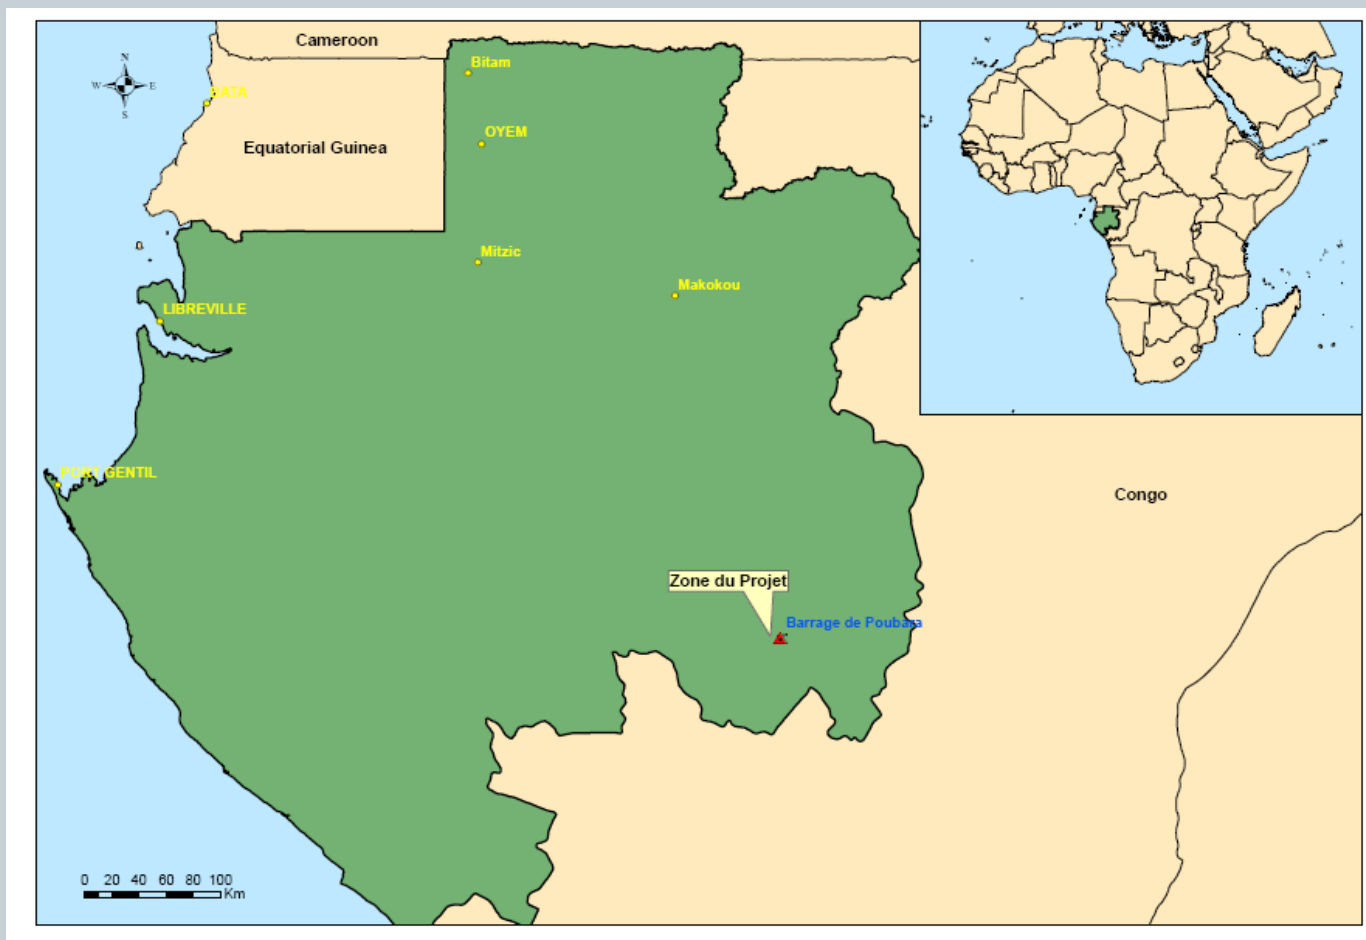 Cameroon
N
W E
S
Bitam
BATA
OYEM
Equatorial Guinea
Mitzic
Makokou
LIBREVILLE
PORT GENTIL
Congo
Zone du Projet
Barrage de Poubara
0 20 40 60 80 100
Km